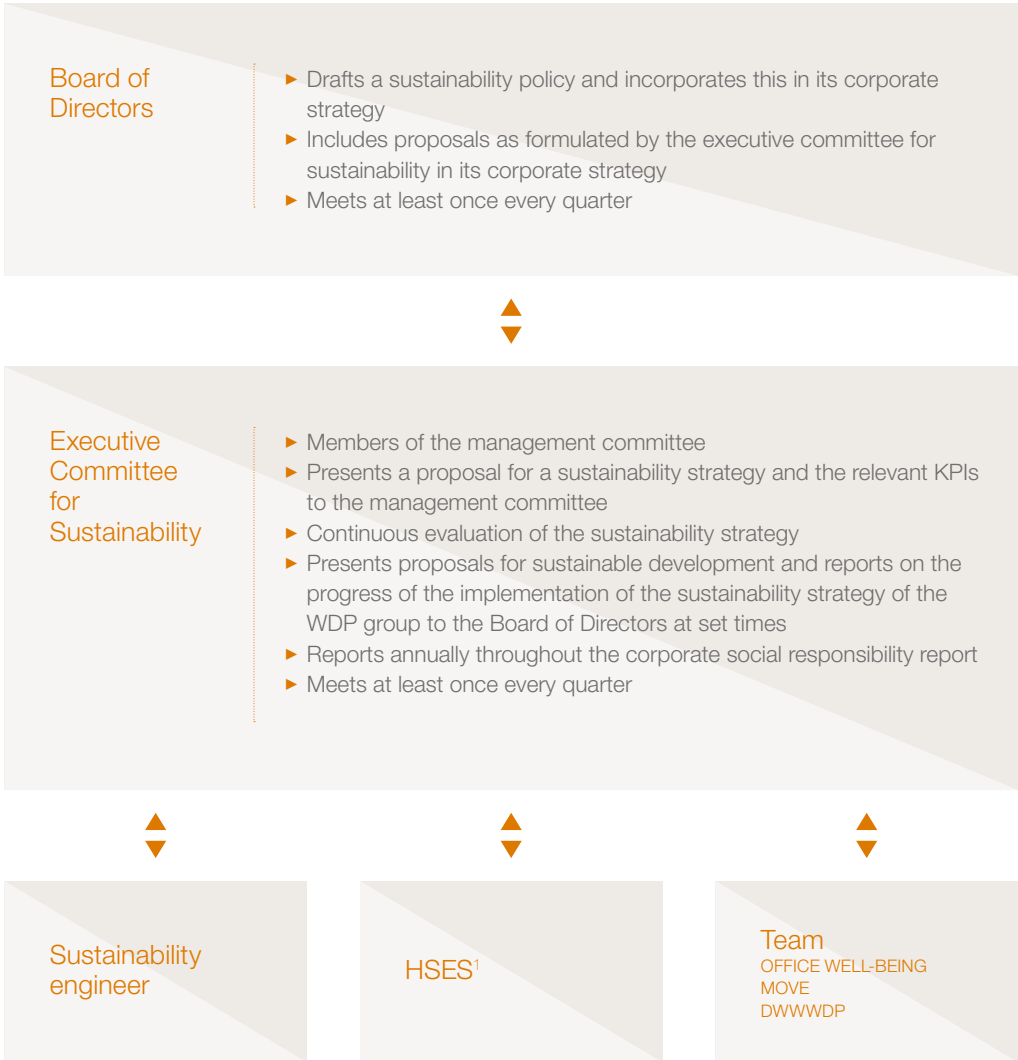 Board of
Directors
► Drafts a sustainability policy and incorporates this in its corporate
strategy
► Includes proposals as formulated by the executive committee for
sustainability in its corporate strategy
► Meets at least once every quarter
Executive
Committee
for
Sustainability
► Members of the management committee
► Presents a proposal for a sustainability strategy and the relevant KPIs
to the management committee
► Continuous evaluation of the sustainability strategy
► Presents proposals for sustainable development and reports on the
progress of the implementation of the sustainability strategy of the
WDP group to the Board of Directors at set times
► Reports annually throughout the corporate social responsibility report
► Meets at least once every quarter
Sustainability
engineer
HSES¹
Team
OFFICE WELL-BEING
MOVE
DWWWDP